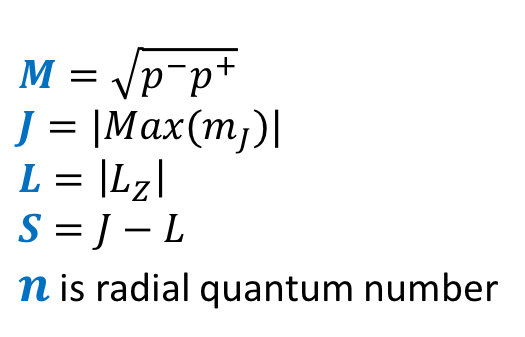 M = √p⁻p⁺
J = |Max(m_J)|
L = |L_Z|
S = J − L
n is radial quantum number